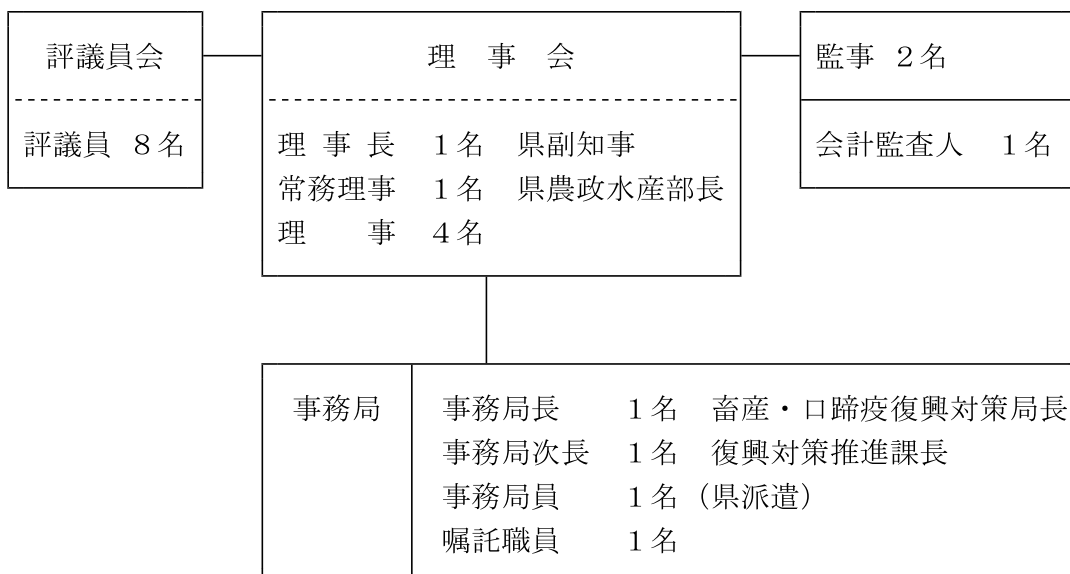 評議員会
評議員 8名
理 事 会
理 事 長 1名 県副知事
常務理事 1名 県農政水産部長
理 事 4名
監事 2名
会計監査人 1名
事務局
事務局長 1名 畜産・口蹄疫復興対策局長
事務局次長 1名 復興対策推進課長
事務局員 1名（県派遣）
嘱託職員 1名